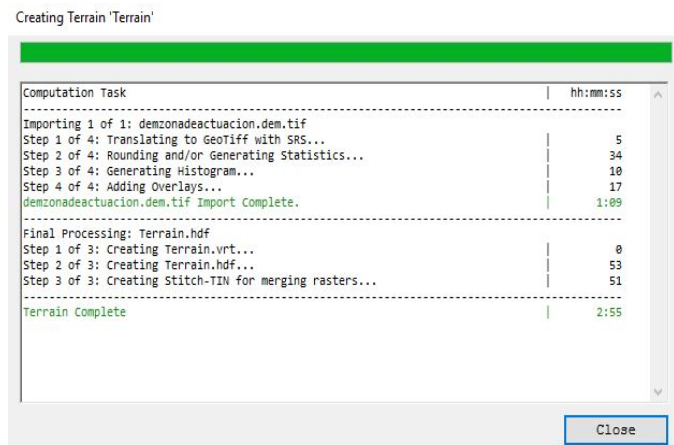 Creating Terrain 'Terrain'
Computation Task | hh:mm:ss
Importing 1 of 1: demzonadeactuacion.dem.tif
Step 1 of 4: Translating to GeoTiff with SRS... | 5
Step 2 of 4: Rounding and/or Generating Statistics... | 34
Step 3 of 4: Generating Histogram... | 10
Step 4 of 4: Adding Overlays... | 17
demzonadeactuacion.dem.tif Import Complete. | 1:09
Final Processing: Terrain.hdf
Step 1 of 3: Creating Terrain.vrt... | 0
Step 2 of 3: Creating Terrain.hdf... | 53
Step 3 of 3: Creating Stitch-TIN for merging rasters... | 51
Terrain Complete | 2:55
Close